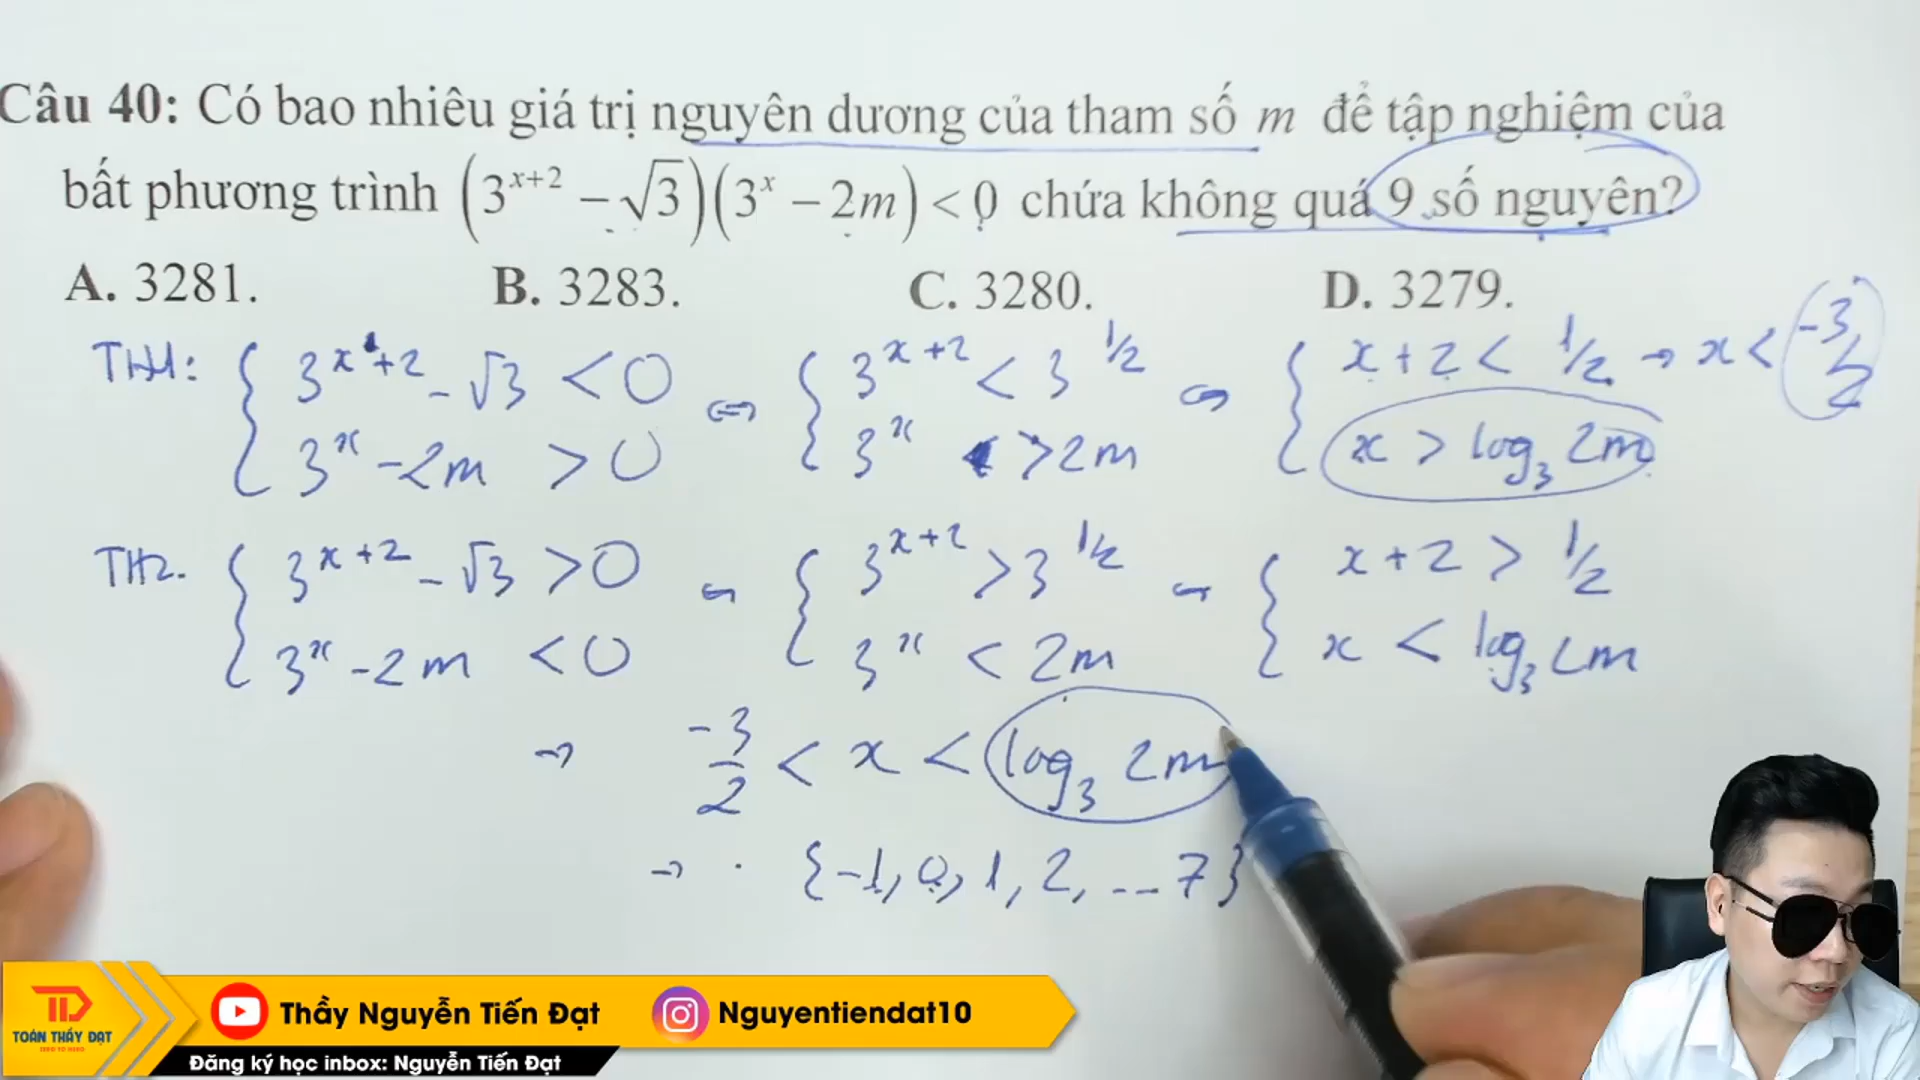 Câu 40: Có bao nhiêu giá trị nguyên dương của tham số m để tập nghiệm của
bất phương trình (3^{x+2} − √3)(3^x − 2m) < 0 chứa không quá 9 số nguyên?
A. 3281. B. 3283. C. 3280. D. 3279.
TH1: { 3^{x+2} - √3 < 0 ⇔ { 3^{x+2} < 3^{1/2} ⇔ { x+2 < 1/2 → x < -3/2
3^x - 2m > 0 3^x > 2m x > log_3 2m
TH2. { 3^{x+2} - √3 > 0 ⇔ { 3^{x+2} > 3^{1/2} ⇔ { x+2 > 1/2
3^x - 2m < 0 3^x < 2m x < log_3 2m
→ -3/2 < x < log_3 2m
→ {-1, 0, 1, 2, ... 7}
TD
TOÁN THẦY ĐẠT
Thầy Nguyễn Tiến Đạt Nguyentiendat10
Đăng ký học inbox: Nguyễn Tiến Đạt